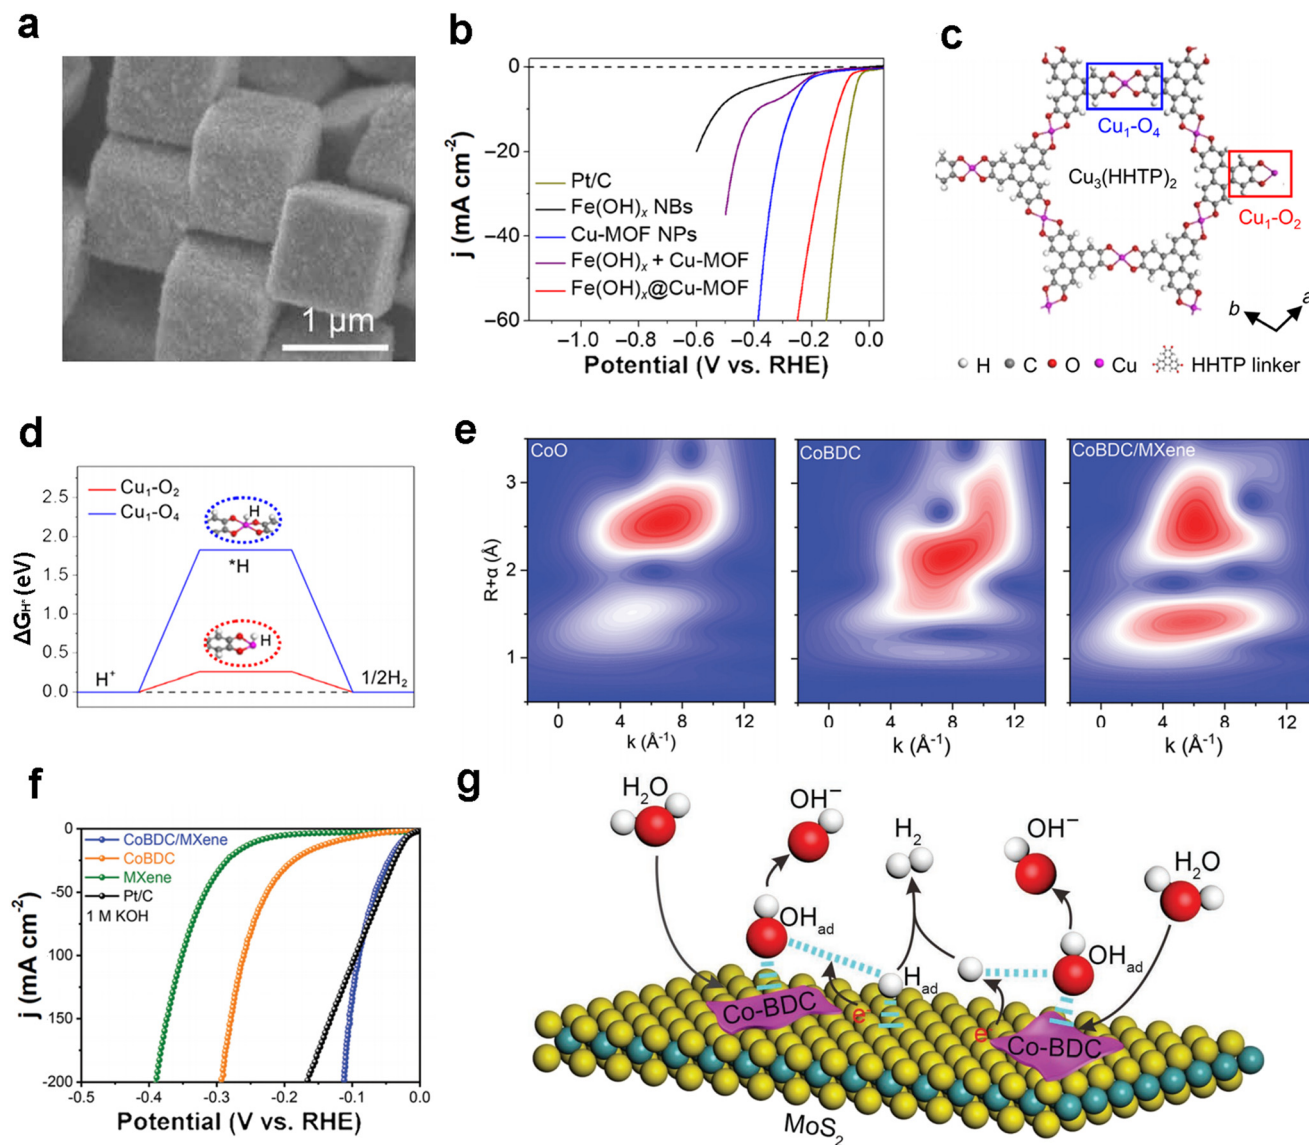 a
1 μm
b
j (mA cm⁻²)
0
−20
−40
−60
Pt/C
Fe(OH)ₓ NBs
Cu-MOF NPs
Fe(OH)ₓ + Cu-MOF
Fe(OH)ₓ@Cu-MOF
−1.0 −0.8 −0.6 −0.4 −0.2 0.0
Potential (V vs. RHE)
c
Cu₁-O₄
Cu₃(HHTP)₂
Cu₁-O₂
b
a
H C O Cu HHTP linker
d
ΔG_H* (eV)
2.5
2.0
1.5
1.0
0.5
0.0
Cu₁-O₂
Cu₁-O₄
H
*H
H
H⁺
1/2H₂
e
R+α (Å)
3
2
1
CoO
CoBDC
CoBDC/MXene
0 4 8 12
0 4 8 12
0 4 8 12
k (Å⁻¹)
k (Å⁻¹)
k (Å⁻¹)
f
j (mA cm⁻²)
0
-50
-100
-150
-200
CoBDC/MXene
CoBDC
MXene
Pt/C
1 M KOH
-0.5 -0.4 -0.3 -0.2 -0.1 0.0
Potential (V vs. RHE)
g
H₂O
OH⁻
H₂
OH⁻
H₂O
OH_ad
H_ad
OH_ad
Co-BDC
e⁻
e⁻
Co-BDC
MoS₂